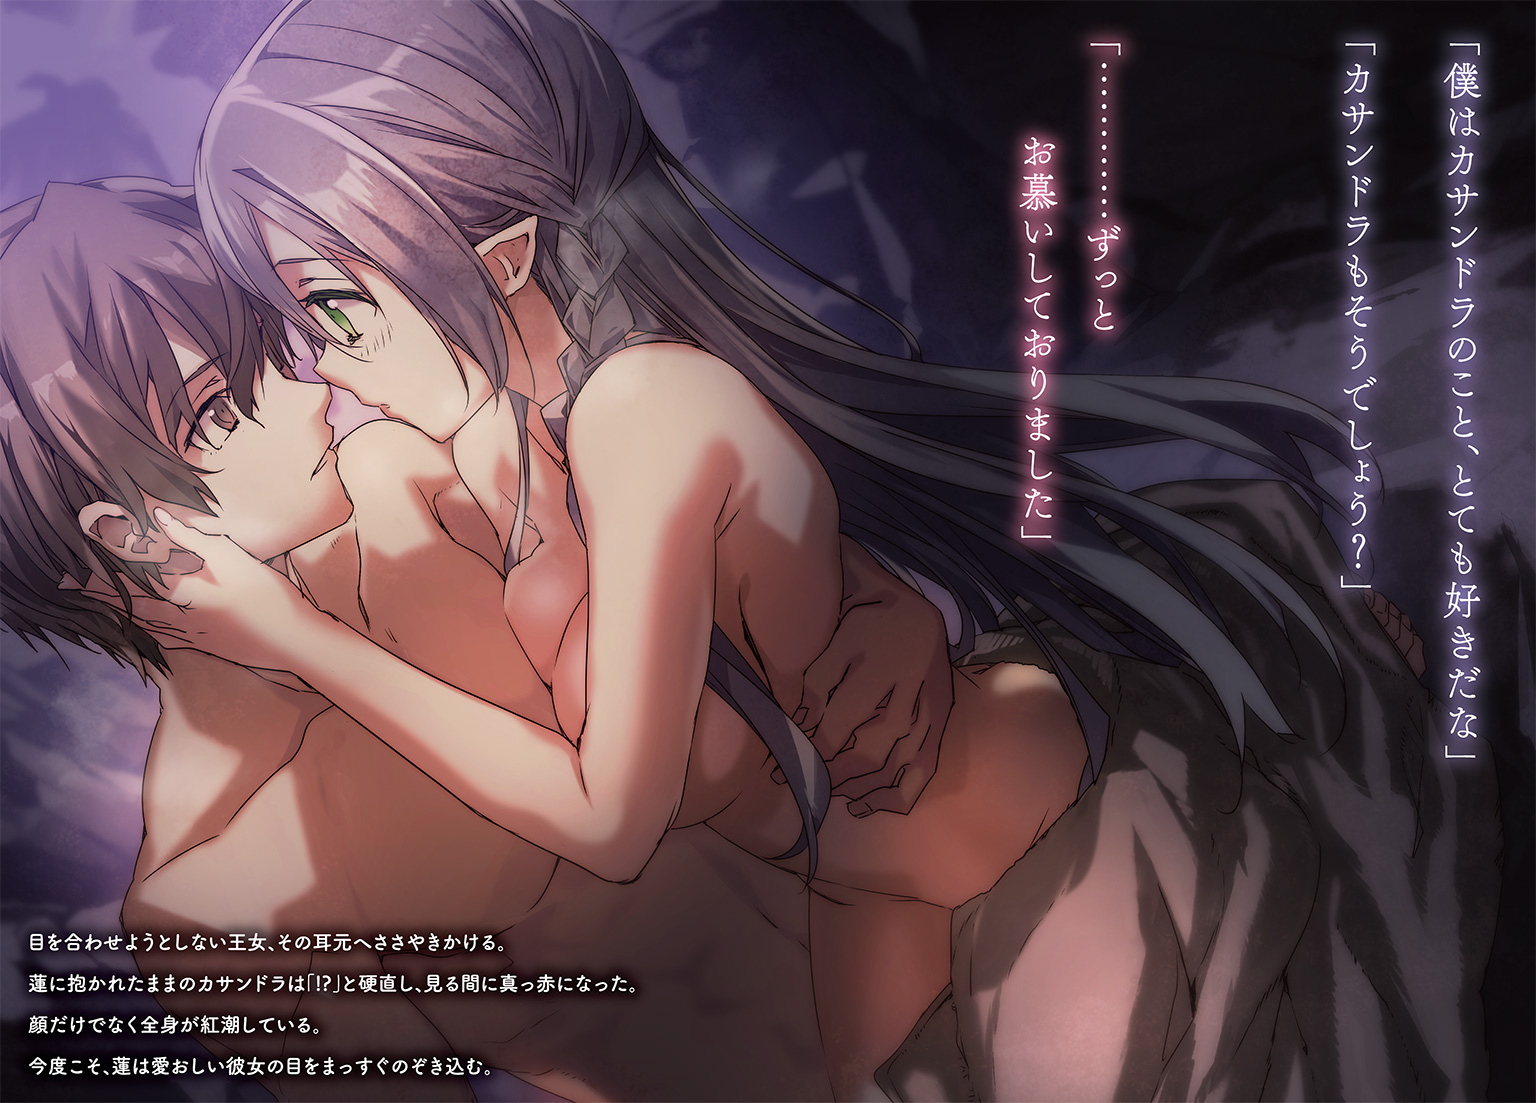 「僕はカサンドラのこと、とても好きだな」
「カサンドラもそうでしょう？」
「…………ずっと
お慕いしておりました」
目を合わせようとしない王女、その耳元へささやきかける。
蓮に抱かれたままのカサンドラは「!?」と硬直し、見る間に真っ赤になった。
顔だけでなく全身が紅潮している。
今度こそ、蓮は愛おしい彼女の目をまっすぐのぞき込む。